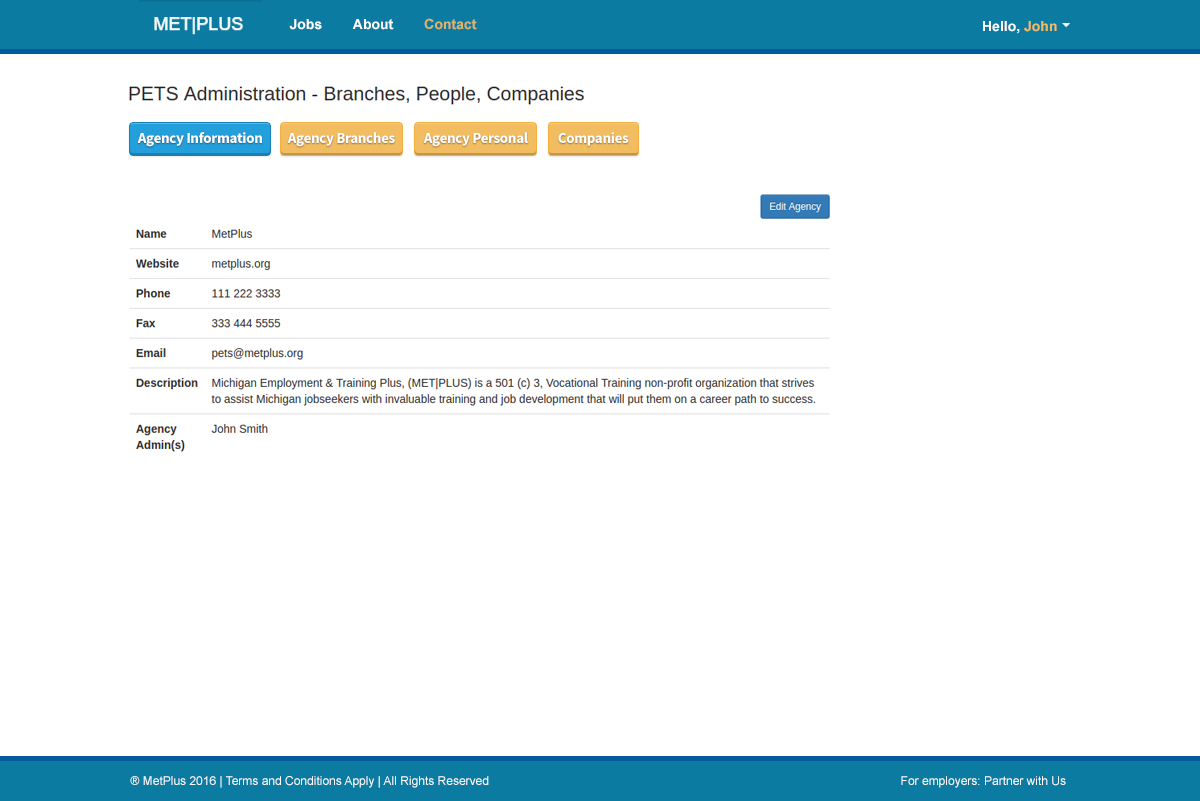 MET|PLUS Jobs About Contact Hello, John
PETS Administration - Branches, People, Companies
Agency Information Agency Branches Agency Personal Companies
Edit Agency
Name MetPlus
Website metplus.org
Phone 111 222 3333
Fax 333 444 5555
Email pets@metplus.org
Description Michigan Employment & Training Plus, (MET|PLUS) is a 501 (c) 3, Vocational Training non-profit organization that strives
to assist Michigan jobseekers with invaluable training and job development that will put them on a career path to success.
Agency John Smith
Admin(s)
® MetPlus 2016 | Terms and Conditions Apply | All Rights Reserved For employers: Partner with Us